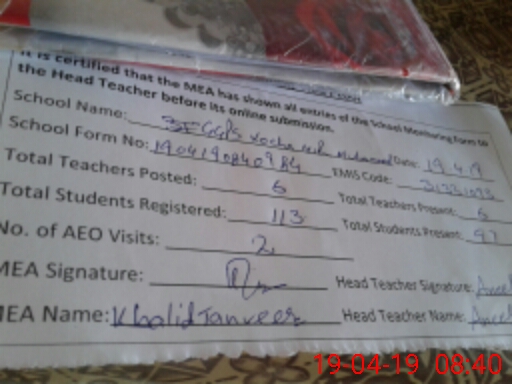 It is certified that the MEA has shown all entries of the School Monitoring Form to
the Head Teacher before its online submission.
School Name: GGPS Date: 19.4.19
School Form No: EMIS Code:
Total Teachers Posted: 6 Total Teachers Present: 6
Total Students Registered: 113 Total Students Present: 97
No. of AEO Visits: 2
MEA Signature: Head Teacher Signature:
MEA Name: Khalid Tanveer Head Teacher Name:
19-04-19 08:40